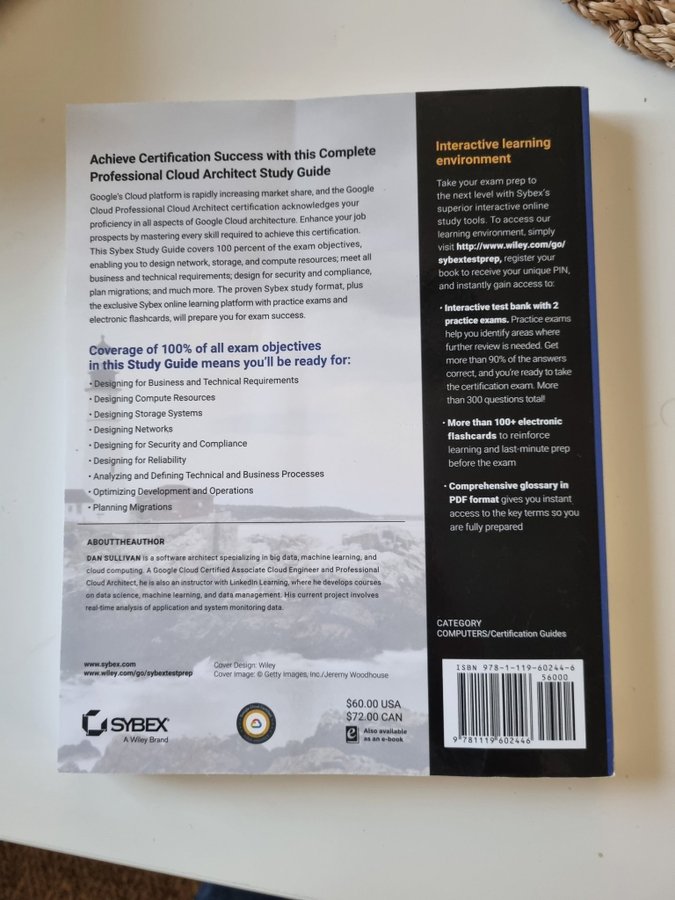 Achieve Certification Success with this Complete
Professional Cloud Architect Study Guide
Google's Cloud platform is rapidly increasing market share, and the Google
Cloud Professional Cloud Architect certification acknowledges your
proficiency in all aspects of Google Cloud architecture. Enhance your job
prospects by mastering every skill required to achieve this certification.
This Sybex Study Guide covers 100 percent of the exam objectives,
enabling you to design network, storage, and compute resources; meet all
business and technical requirements; design for security and compliance,
plan migrations; and much more. The proven Sybex study format, plus
the exclusive Sybex online learning platform with practice exams and
electronic flashcards, will prepare you for exam success.
Coverage of 100% of all exam objectives
in this Study Guide means you'll be ready for:
• Designing for Business and Technical Requirements
• Designing Compute Resources
• Designing Storage Systems
• Designing Networks
• Designing for Security and Compliance
• Designing for Reliability
• Analyzing and Defining Technical and Business Processes
• Optimizing Development and Operations
• Planning Migrations
ABOUTTHEAUTHOR
DAN SULLIVAN is a software architect specializing in big data, machine learning, and
cloud computing. A Google Cloud Certified Associate Cloud Engineer and Professional
Cloud Architect, he is also an instructor with LinkedIn Learning, where he develops courses
on data science, machine learning, and data management. His current project involves
real-time analysis of application and system monitoring data.
www.sybex.com
www.wiley.com/go/sybextestprep
Cover Design: Wiley
Cover Image: © Getty Images, Inc./Jeremy Woodhouse
SYBEX
A Wiley Brand
$60.00 USA
$72.00 CAN
Also available
as an e-book
Interactive learning
environment
Take your exam prep to
the next level with Sybex's
superior interactive online
study tools. To access our
learning environment, simply
visit http://www.wiley.com/go/
sybextestprep, register your
book to receive your unique PIN,
and instantly gain access to:
• Interactive test bank with 2
practice exams. Practice exams
help you identify areas where
further review is needed. Get
more than 90% of the answers
correct, and you're ready to take
the certification exam. More
than 300 questions total!
• More than 100+ electronic
flashcards to reinforce
learning and last-minute prep
before the exam
• Comprehensive glossary in
PDF format gives you instant
access to the key terms so you
are fully prepared
CATEGORY
COMPUTERS/Certification Guides
ISBN 978-1-119-60244-6
56000
9 781119 602446